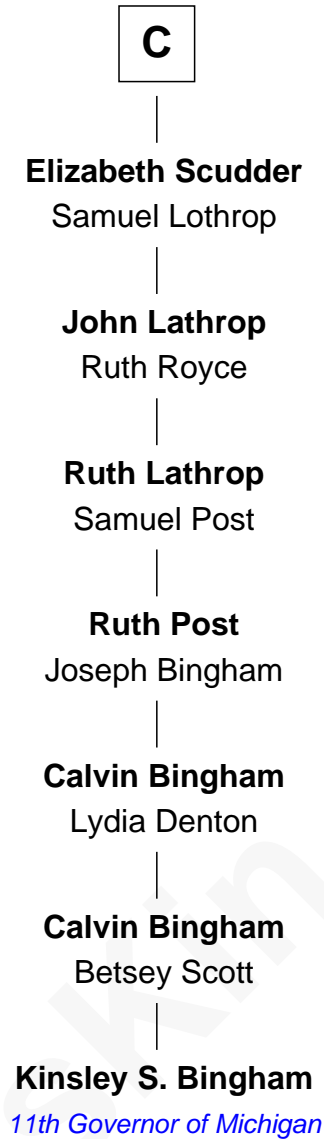 C
Elizabeth Scudder
Samuel Lothrop
John Lathrop
Ruth Royce
Ruth Lathrop
Samuel Post
Ruth Post
Joseph Bingham
Calvin Bingham
Lydia Denton
Calvin Bingham
Betsey Scott
Kinsley S. Bingham
11th Governor of Michigan